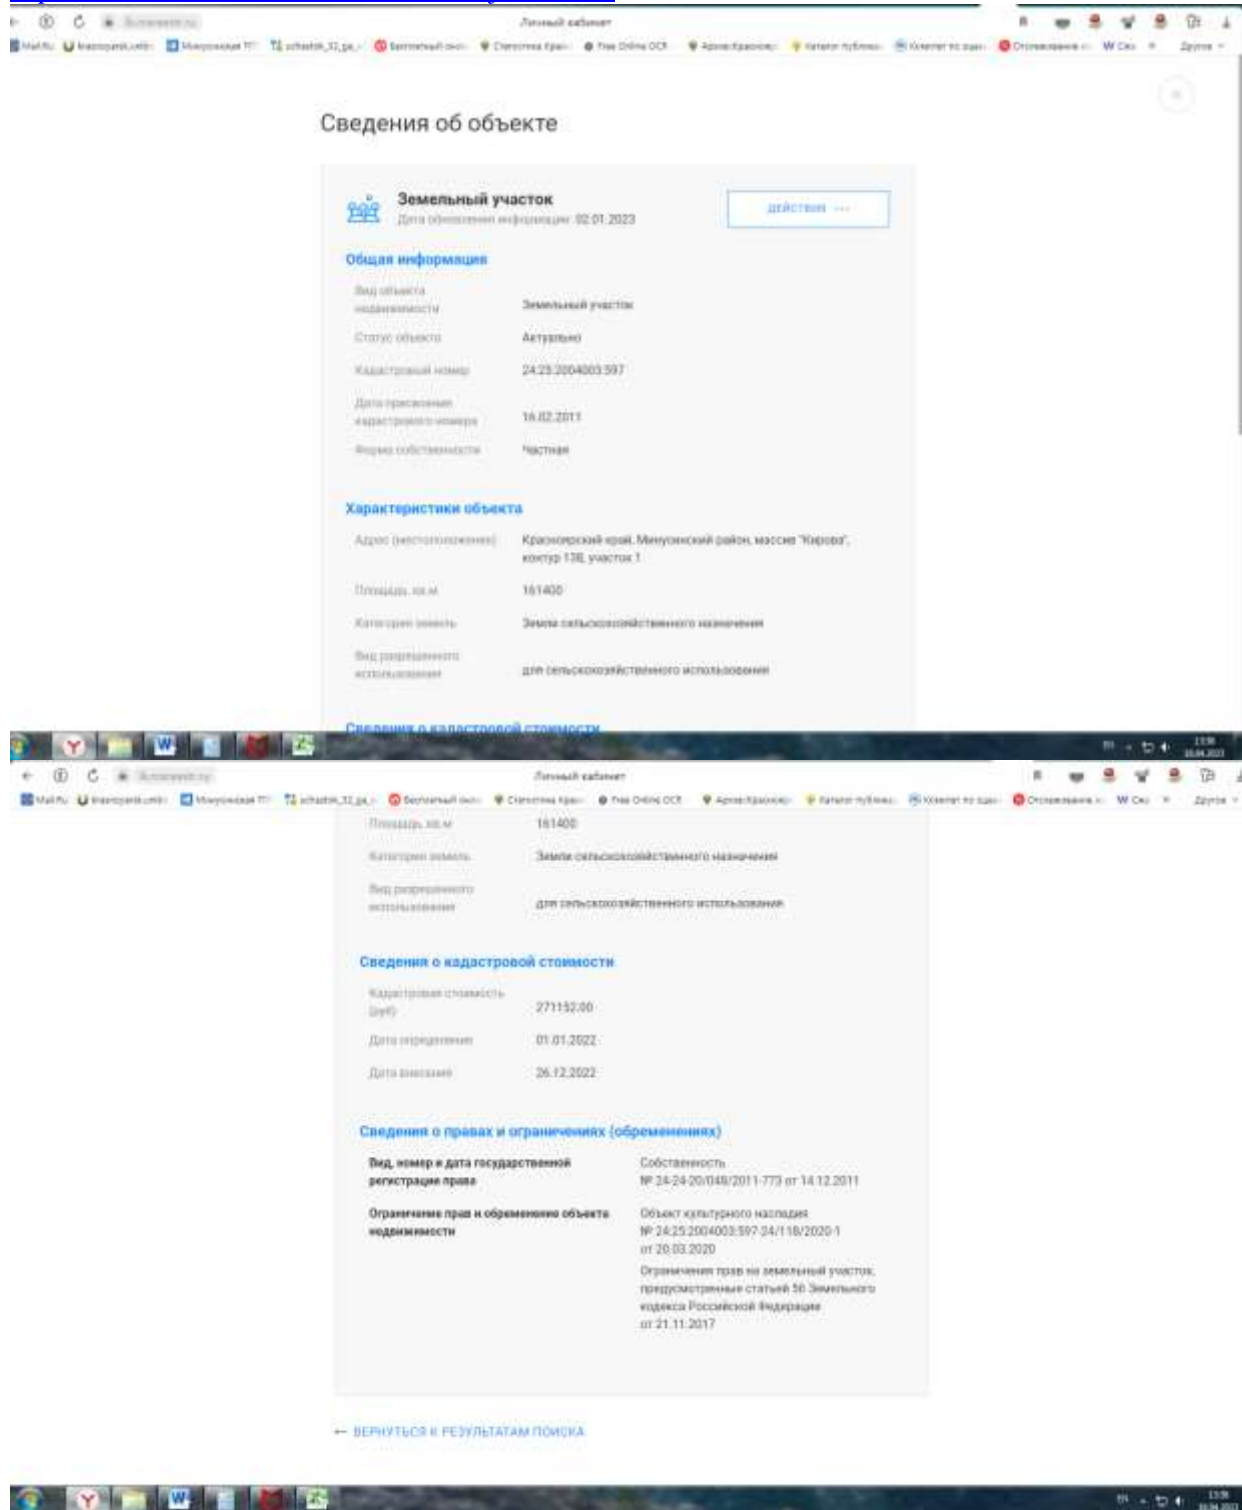 Личный кабинет
Mail.Ru
Сведения об объекте
Земельный участок
ДЕЙСТВИЯ ...
Дата обновления информации: 02.01.2023
Общая информация
Вид объекта
недвижимости
Земельный участок
Статус объекта Актуально
Кадастровый номер 24:25:2004003:597
Дата присвоения
кадастрового номера
16.02.2011
Форма собственности Частная
Характеристики объекта
Адрес (местоположение) Красноярский край, Минусинский район, массив "Кирова",
контур 138, участок 1
Площадь, кв.м 161400
Категория земель Земли сельскохозяйственного назначения
Вид разрешенного
использования
для сельскохозяйственного использования
Сведения о кадастровой стоимости
Личный кабинет
Mail.Ru
Площадь, кв.м 161400
Категория земель Земли сельскохозяйственного назначения
Вид разрешенного
использования
для сельскохозяйственного использования
Сведения о кадастровой стоимости
Кадастровая стоимость
(руб)
271152.00
Дата определения 01.01.2022
Дата внесения 26.12.2022
Сведения о правах и ограничениях (обременениях)
Вид, номер и дата государственной
регистрации права
Собственность
№ 24-24-20/048/2011-773 от 14.12.2011
Ограничение прав и обременение объекта
недвижимости
Объект культурного наследия
№ 24:25:2004003:597-24/118/2020-1
от 20.03.2020
Ограничения прав на земельный участок,
предусмотренные статьей 56 Земельного
кодекса Российской Федерации
от 21.11.2017
← ВЕРНУТЬСЯ К РЕЗУЛЬТАТАМ ПОИСКА